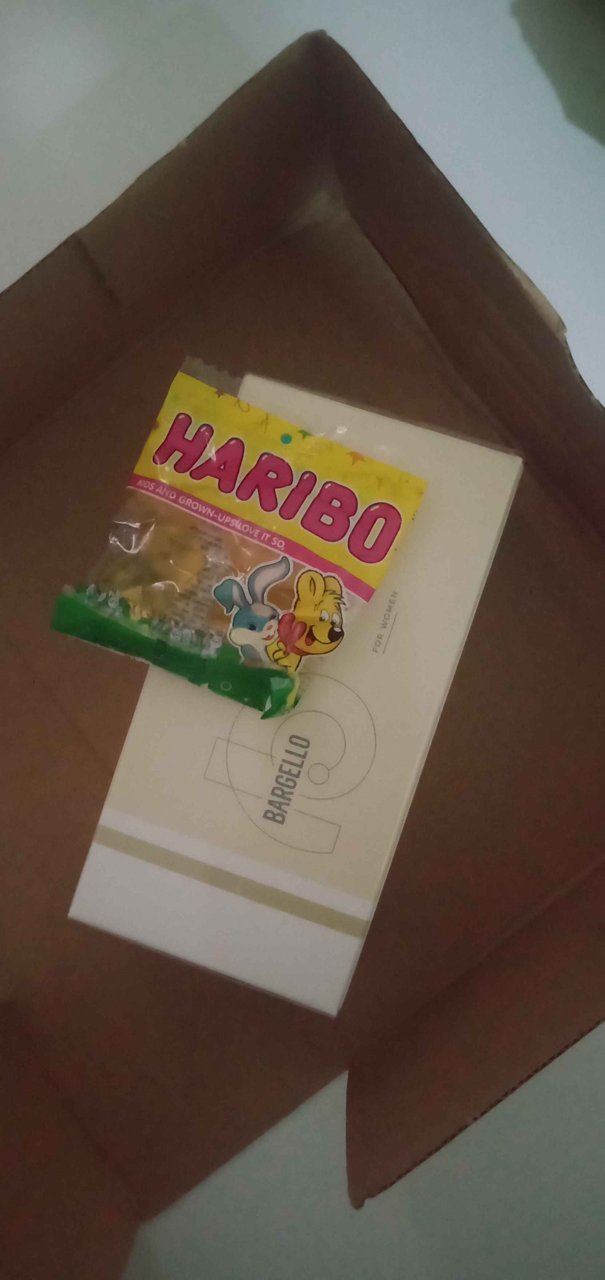 HARIBO
KIDS AND GROWN-UPS LOVE IT SO,
FOR WOMEN
BARGELLO